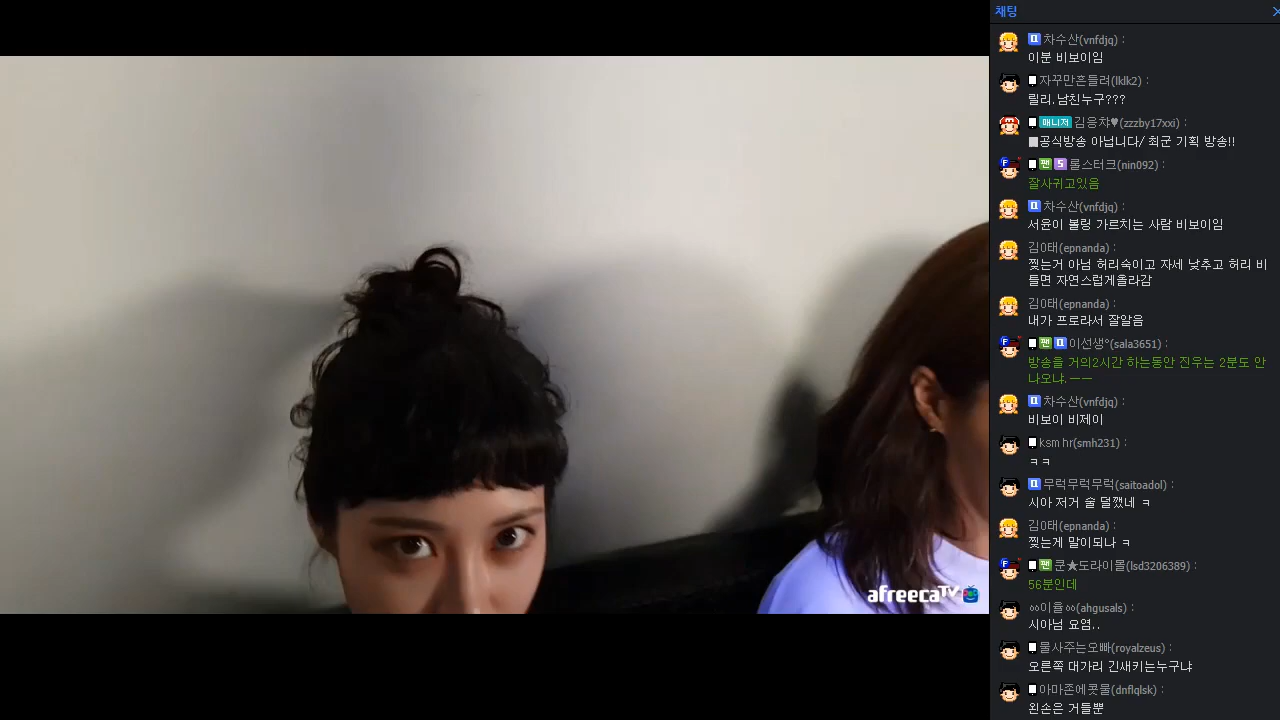 채팅
차수산(vnfdjq) :
이분 비보이임
자꾸만흔들려(lklk2) :
릴리.남친누구???
매니저 김응챠♥(zzzby17xxi) :
■공식방송 아닙니다/ 최군 기획 방송!!
팬 S 롤스터크(nin092) :
잘사귀고있음
차수산(vnfdjq) :
서윤이 볼링 가르치는 사람 비보이임
김0태(epnanda) :
찢는거 아님 허리숙이고 자세 낮추고 허리 비
틀면 자연스럽게올라감
김0태(epnanda) :
내가 프로라서 잘알음
팬 이선생°(sala3651) :
방송을 거의2시간 하는동안 진우는 2분도 안
나오냐.ㅡㅡ
차수산(vnfdjq) :
비보이 비제이
ksm hr(smh231) :
ㅋㅋ
무럭무럭무럭(saitoadol) :
시아 저거 술 덜깼네 ㅋ
김0태(epnanda) :
찢는게 말이되나 ㅋ
팬 쿤★도라이몰(lsd3206389) :
56분인데
이율(ahgusals) :
시아님 요염..
물사주는오빠(royalzeus) :
오른쪽 대가리 긴새키는누구냐
아마존에콧물(dnflqlsk) :
왼손은 거들뿐
afreecaTV